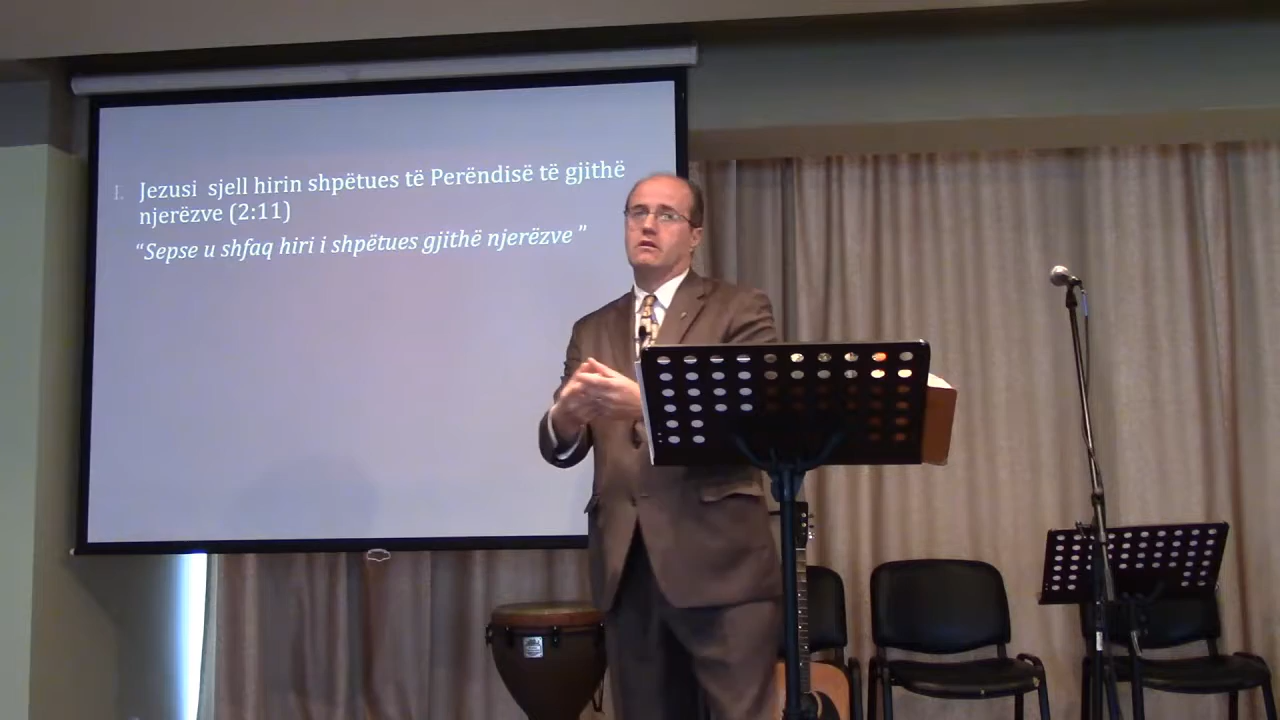 I. Jezusi sjell hirin shpëtues të Perëndisë të gjithë
njerëzve (2:11)
“Sepse u shfaq hiri i shpëtues gjithë njerëzve ”